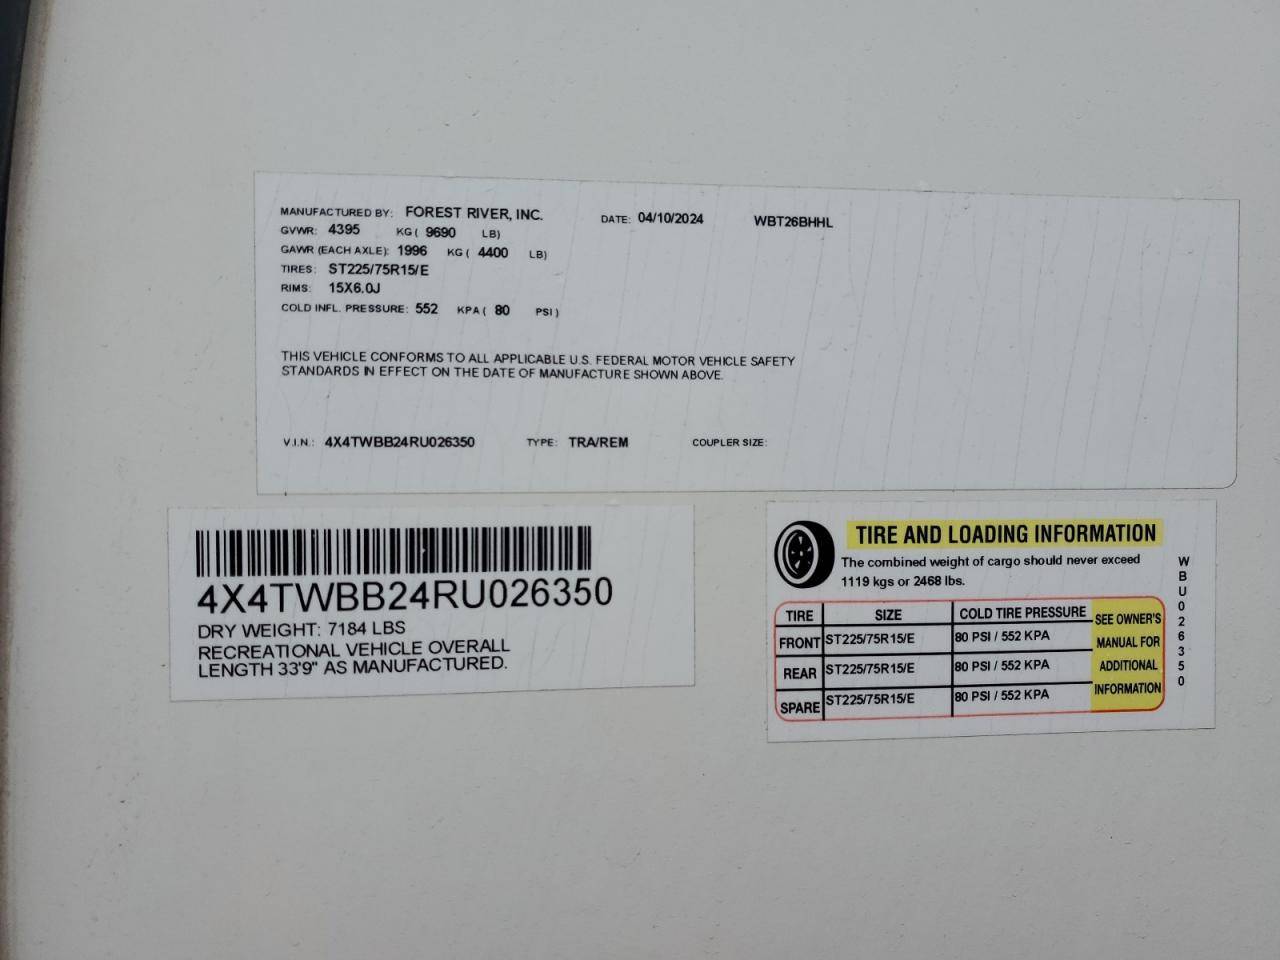 MANUFACTURED BY: FOREST RIVER, INC. DATE: 04/10/2024 WBT26BHHL
GVWR: 4395 KG ( 9690 LB)
GAWR (EACH AXLE): 1996 KG ( 4400 LB)
TIRES: ST225/75R15/E
RIMS: 15X6.0J
COLD INFL. PRESSURE: 552 KPA ( 80 PSI )
THIS VEHICLE CONFORMS TO ALL APPLICABLE U.S. FEDERAL MOTOR VEHICLE SAFETY
STANDARDS IN EFFECT ON THE DATE OF MANUFACTURE SHOWN ABOVE.
V.I.N.: 4X4TWBB24RU026350 TYPE: TRA/REM COUPLER SIZE:
4X4TWBB24RU026350
DRY WEIGHT: 7184 LBS
RECREATIONAL VEHICLE OVERALL
LENGTH 33'9" AS MANUFACTURED.
TIRE AND LOADING INFORMATION
The combined weight of cargo should never exceed
1119 kgs or 2468 lbs.
TIRE SIZE COLD TIRE PRESSURE
FRONT ST225/75R15/E 80 PSI / 552 KPA
REAR ST225/75R15/E 80 PSI / 552 KPA
SPARE ST225/75R15/E 80 PSI / 552 KPA
SEE OWNER'S
MANUAL FOR
ADDITIONAL
INFORMATION
WBU026350